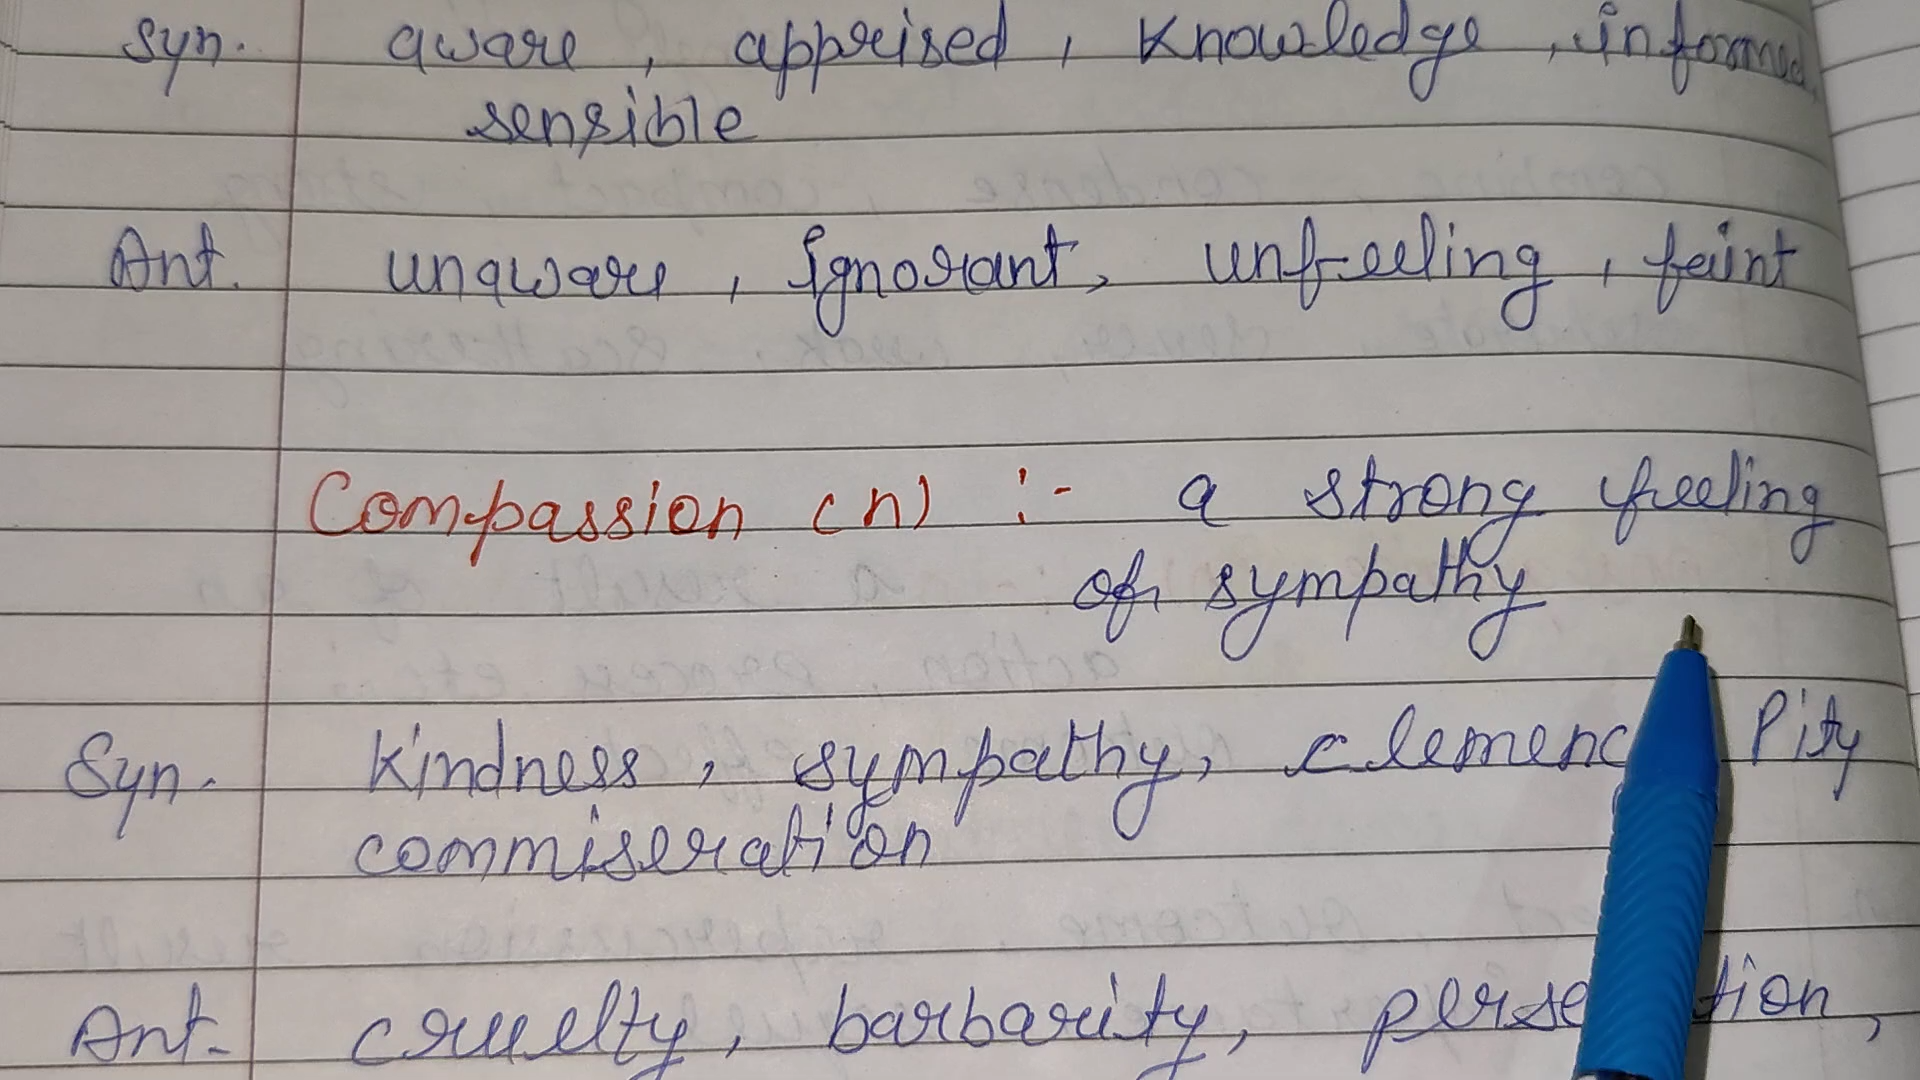 Syn. aware, apprised, Knowledge, informed,
sensible
Ant. unaware, Ignorant, unfeeling, feint
Compassion (n) :- a strong feeling
of sympathy
Syn. Kindness, sympathy, clemenc Pity
commiseration
Ant. cruelty, barbarity, perse tion,